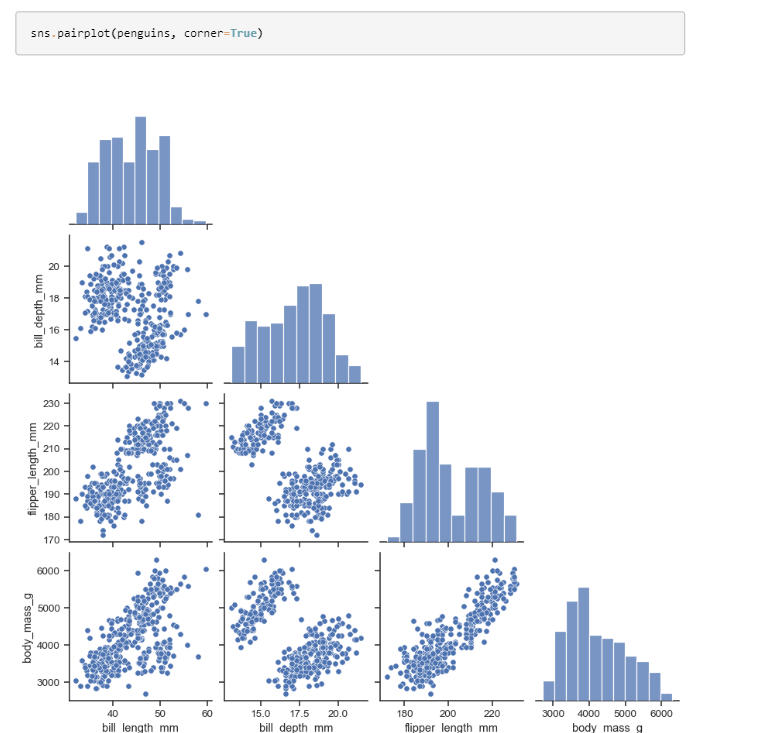 sns.pairplot(penguins, corner=True)
20
18
16
14
bill_depth_mm
230
220
210
200
190
180
170
flipper_length_mm
6000
5000
4000
3000
body_mass_g
40 50 60 15.0 17.5 20.0 180 200 220 3000 4000 5000 6000
bill_length_mm bill_depth_mm flipper_length_mm body_mass_g